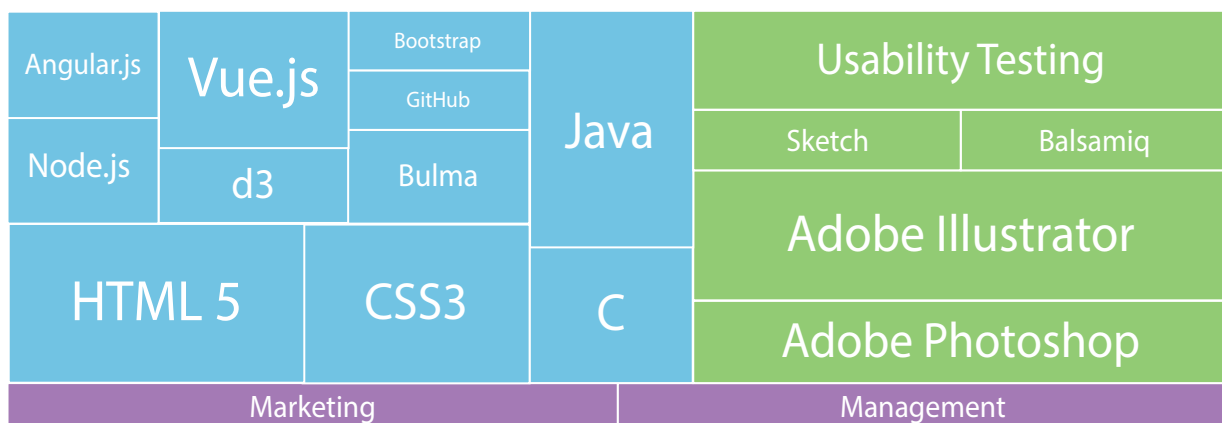 Angular.js
Vue.js
Bootstrap
GitHub
Java
Usability Testing
Node.js
d3
Bulma
Sketch
Balsamiq
Adobe Illustrator
HTML 5
CSS3
C
Adobe Photoshop
Marketing
Management